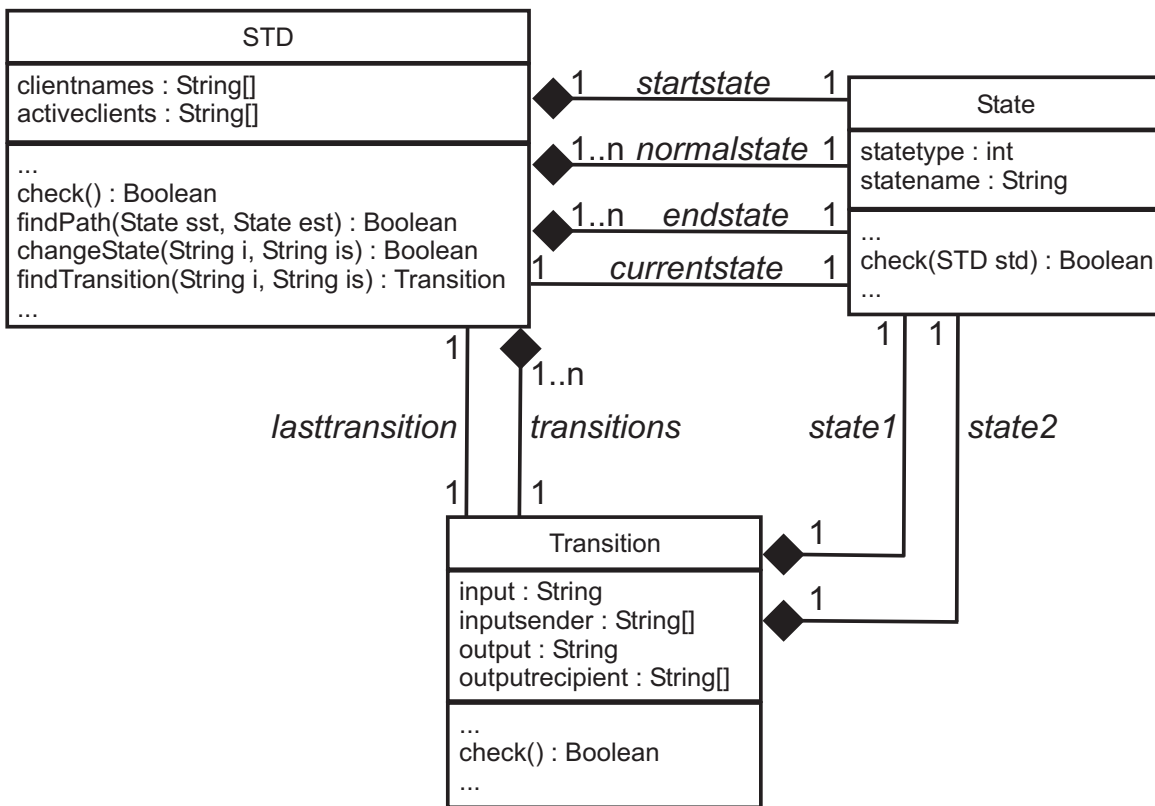 STD
clientnames : String[]
activeclients : String[]
...
check() : Boolean
findPath(State sst, State est) : Boolean
changeState(String i, String is) : Boolean
findTransition(String i, String is) : Transition
...
1 startstate 1
1..n normalstate 1
1..n endstate 1
1 currentstate 1
State
statetype : int
statename : String
...
check(STD std) : Boolean
...
1
1..n
1
1
lasttransition
transitions
state1
state2
1
1
Transition
input : String
inputsender : String[]
output : String
outputrecipient : String[]
...
check() : Boolean
...
1
1